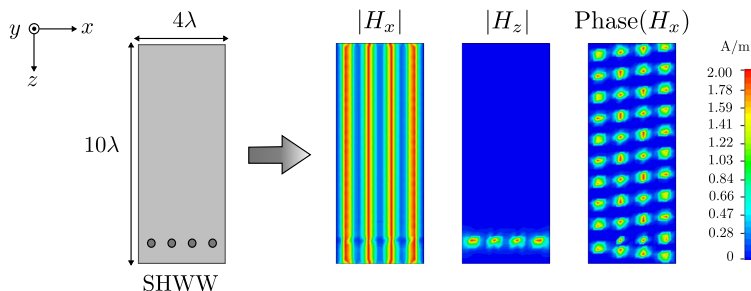 4λ
|Hₓ|
|H_z|
Phase(Hₓ)
y
x
z
A/m
10λ
2.00
1.78
1.59
1.41
1.22
1.03
0.84
0.66
0.47
0.28
0
SHWW